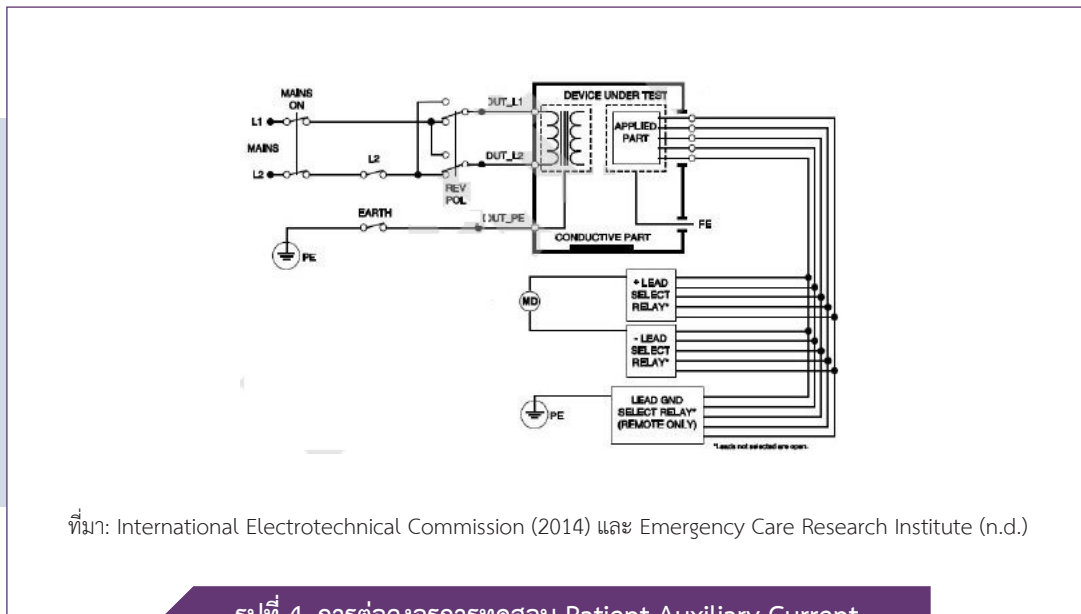 MAINS
ON
L1
MAINS
L2
L2
REV
POL
EARTH
PE
DUT_L1
DUT_L2
DUT_PE
DEVICE UNDER TEST
APPLIED
PART
FE
CONDUCTIVE PART
MD
+ LEAD
SELECT
RELAY*
- LEAD
SELECT
RELAY*
PE
LEAD GND
SELECT RELAY*
(REMOTE ONLY)
*Leads not selected are open.
ที่มา: International Electrotechnical Commission (2014) และ Emergency Care Research Institute (n.d.)
รูปที่ 4 การต่อวงจรการทดสอบ Patient Auxiliary Current